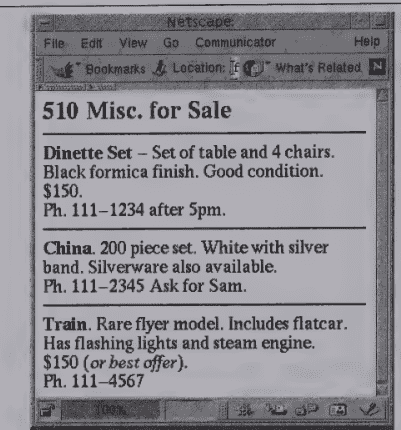 Netscape:
File Edit View Go Communicator Help
Bookmarks Location: f What's Related N
510 Misc. for Sale
Dinette Set – Set of table and 4 chairs.
Black formica finish. Good condition.
$150.
Ph. 111–1234 after 5pm.
China. 200 piece set. White with silver
band. Silverware also available.
Ph. 111–2345 Ask for Sam.
Train. Rare flyer model. Includes flatcar.
Has flashing lights and steam engine.
$150 (or best offer).
Ph. 111–4567
100%